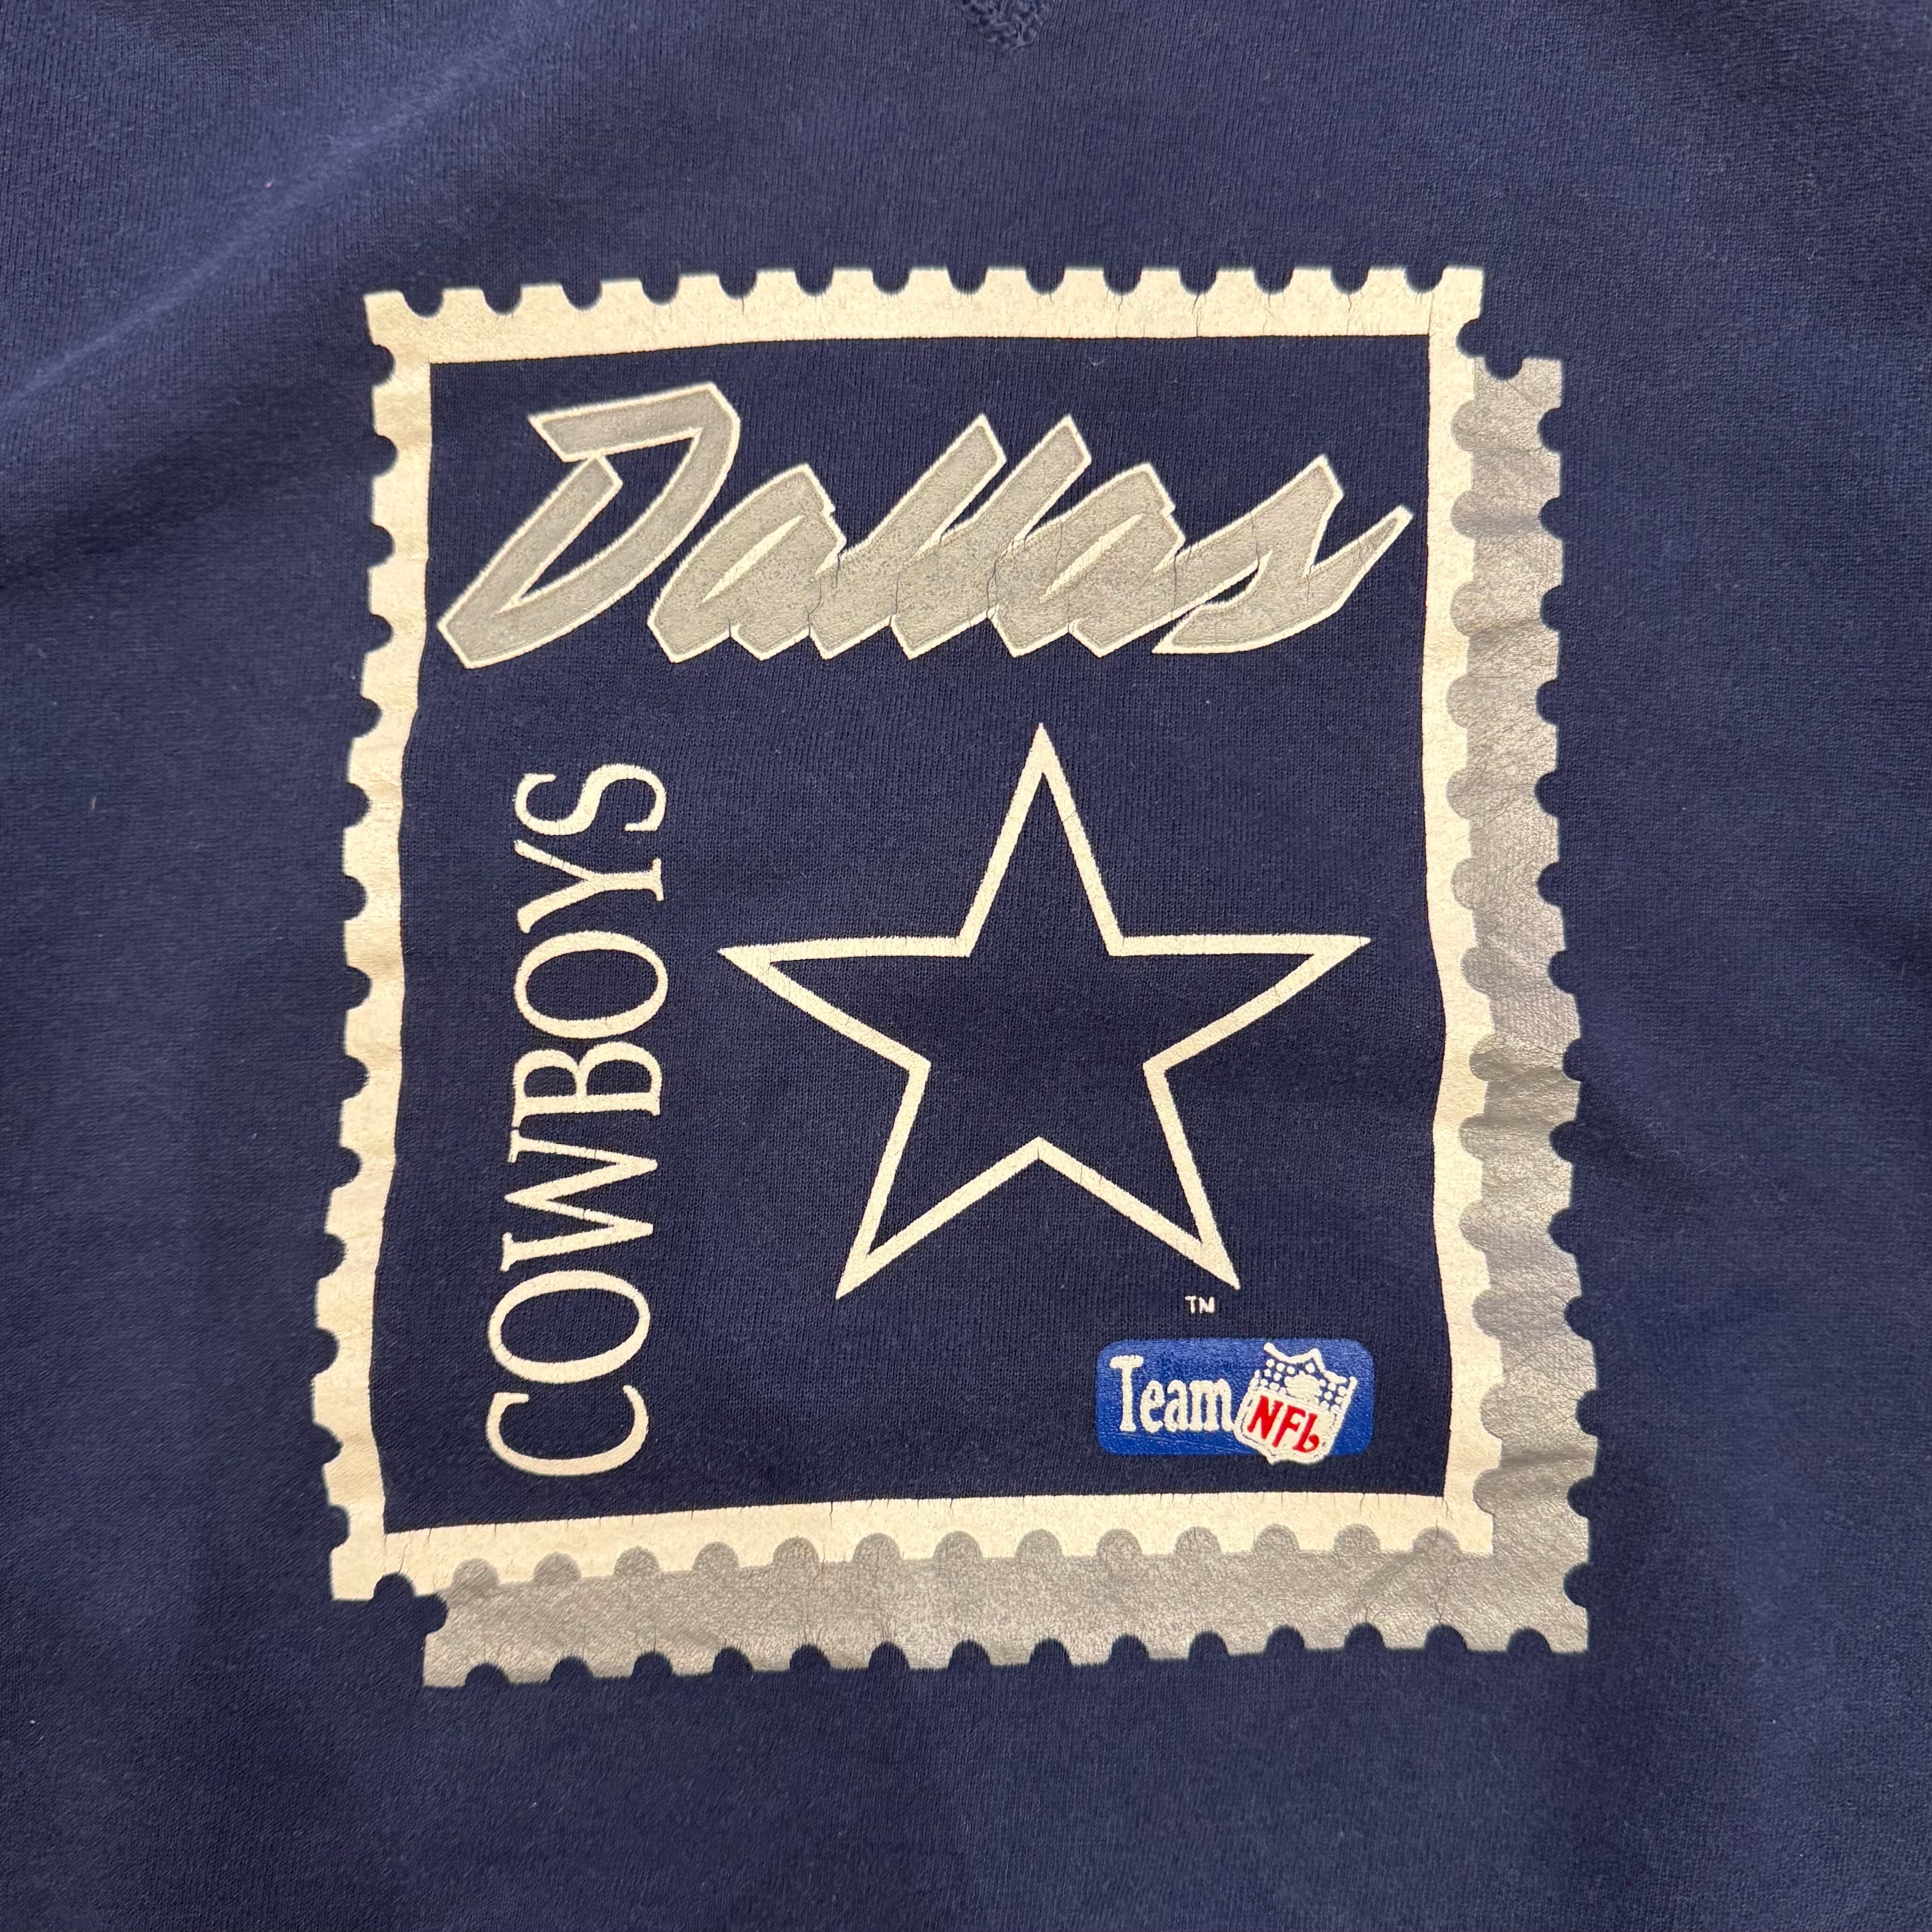 Dallas
COWBOYS
TM
Team NFL